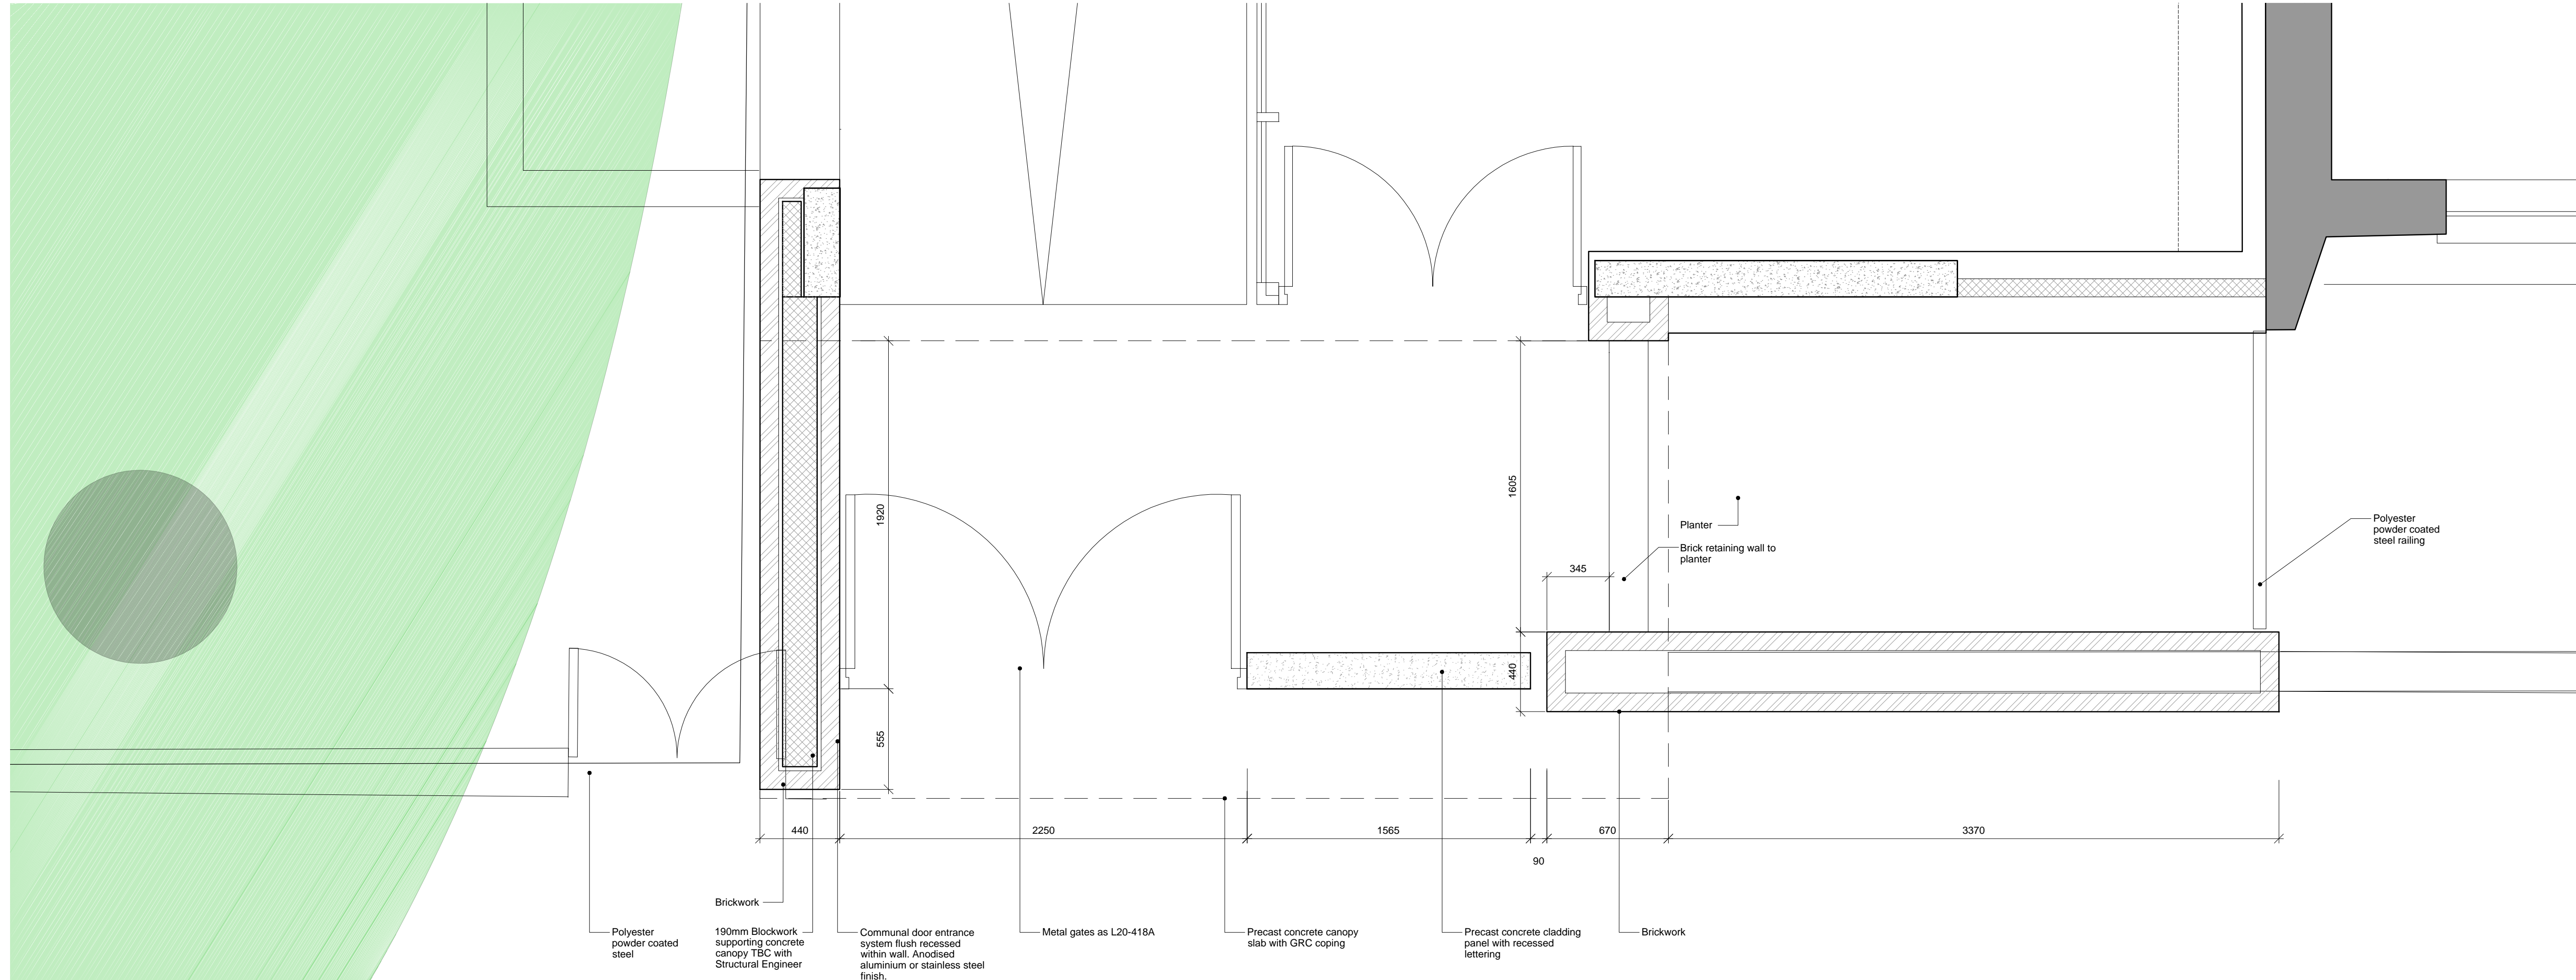 1920
1605
Planter
Brick retaining wall to
planter
345
Polyester
powder coated
steel railing
440
555
440
2250
1565
670
3370
90
Brickwork
Polyester
powder coated
steel
190mm Blockwork
supporting concrete
canopy TBC with
Structural Engineer
Communal door entrance
system flush recessed
within wall. Anodised
aluminium or stainless steel
finish.
Metal gates as L20-418A
Precast concrete canopy
slab with GRC coping
Precast concrete cladding
panel with recessed
lettering
Brickwork